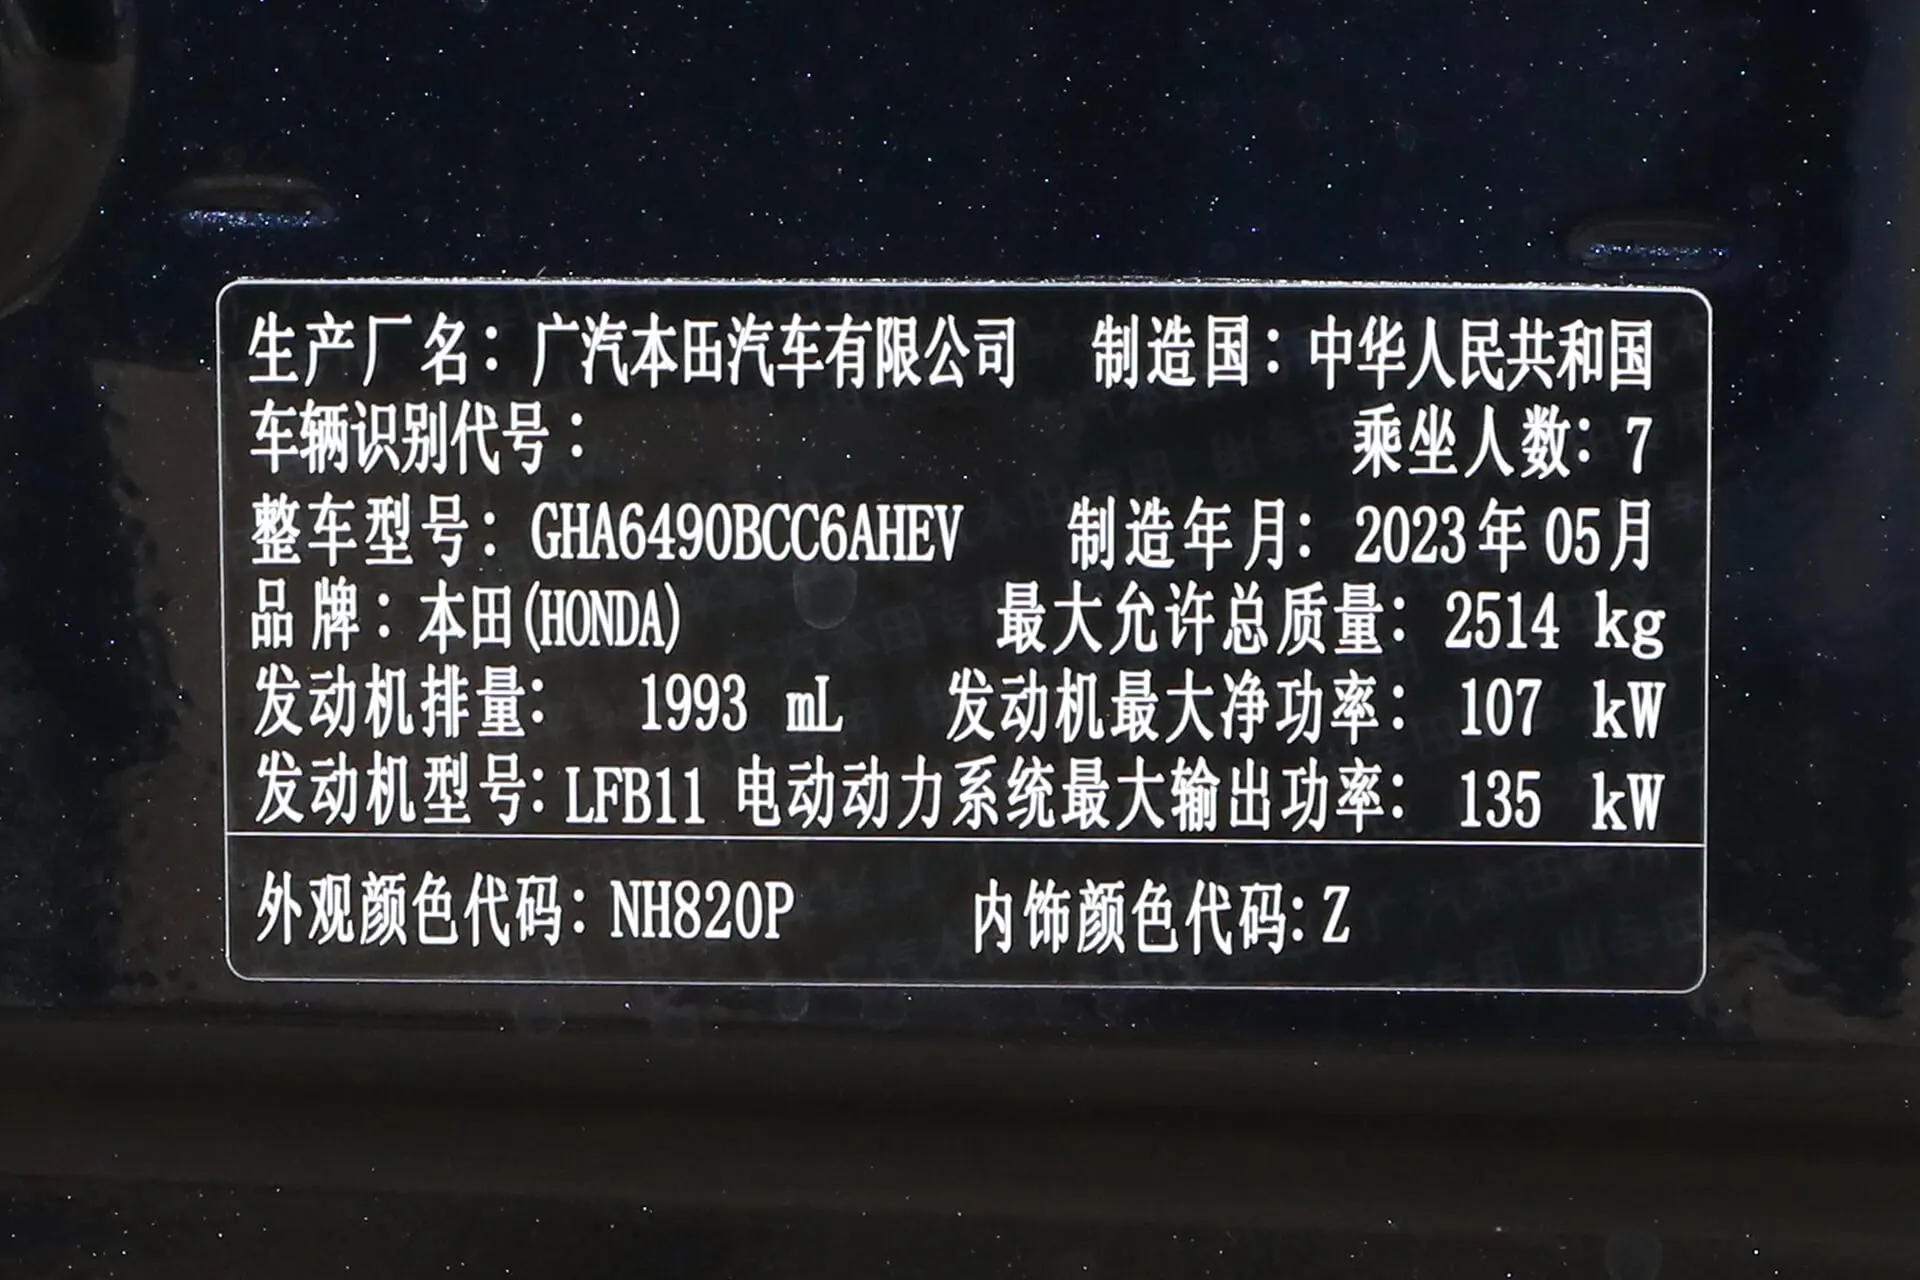 生产厂名：广汽本田汽车有限公司 制造国：中华人民共和国
车辆识别代号： 乘坐人数：7
整车型号：GHA6490BCC6AHEV 制造年月：2023年05月
品牌：本田(HONDA) 最大允许总质量：2514 kg
发动机排量： 1993 mL 发动机最大净功率：107 kW
发动机型号：LFB11 电动动力系统最大输出功率：135 kW
外观颜色代码：NH820P 内饰颜色代码：Z